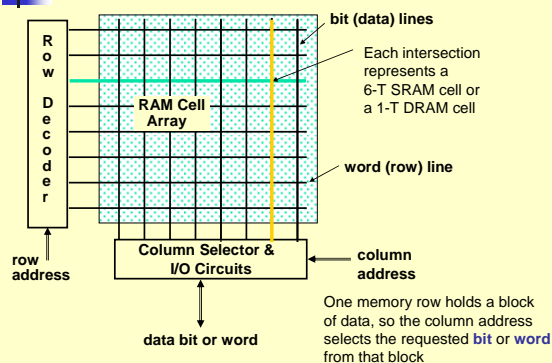 Row Decoder
bit (data) lines
Each intersection
represents a
6-T SRAM cell or
a 1-T DRAM cell
RAM Cell
Array
word (row) line
row
address
Column Selector &
I/O Circuits
column
address
data bit or word
One memory row holds a block
of data, so the column address
selects the requested bit or word
from that block